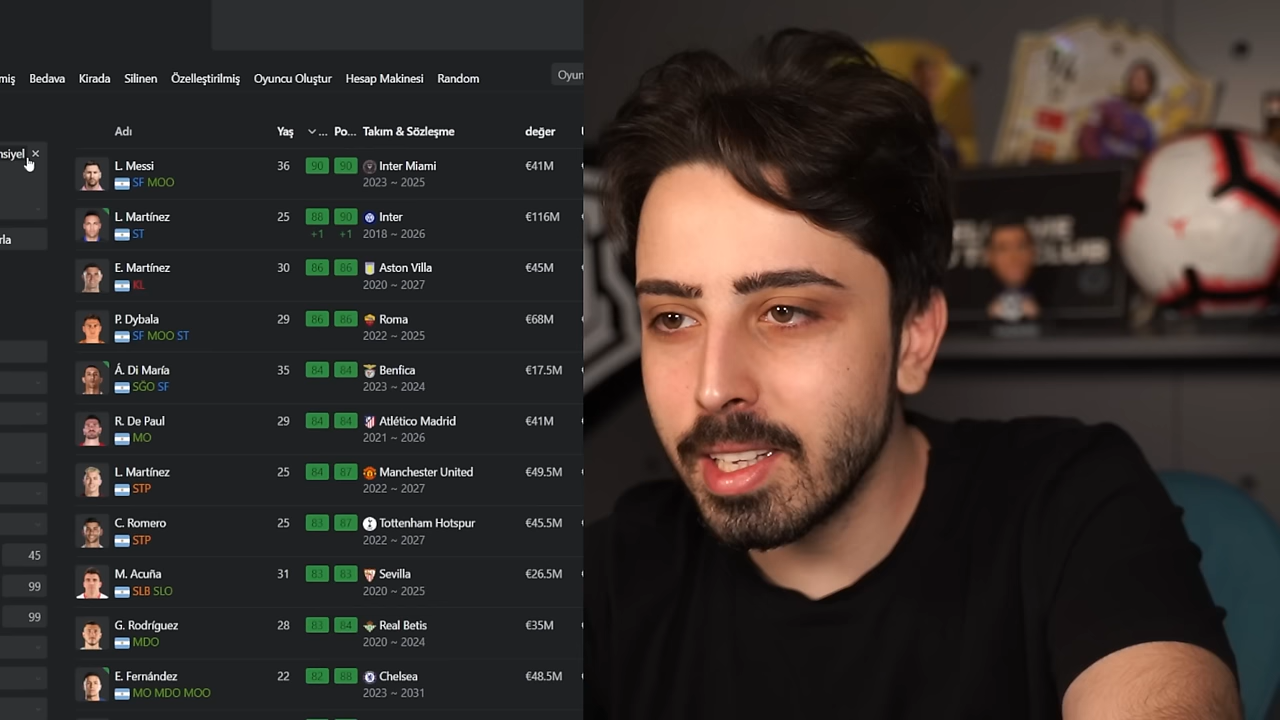 miş Bedava Kirada Silinen Özelleştirilmiş Oyuncu Oluştur Hesap Makinesi Random Oyun
nsiyel ×
rla
45
99
99
Adı Yaş ... Po... Takım & Sözleşme değer
L. Messi 36 90 90 Inter Miami €41M
SF MOO 2023 ~ 2025
L. Martínez 25 88 90 Inter €116M
ST +1 +1 2018 ~ 2026
E. Martínez 30 86 86 Aston Villa €45M
KL 2020 ~ 2027
P. Dybala 29 86 86 Roma €68M
SF MOO ST 2022 ~ 2025
Á. Di María 35 84 84 Benfica €17.5M
SĞO SF 2023 ~ 2024
R. De Paul 29 84 84 Atlético Madrid €41M
MO 2021 ~ 2026
L. Martínez 25 84 87 Manchester United €49.5M
STP 2022 ~ 2027
C. Romero 25 83 87 Tottenham Hotspur €45.5M
STP 2022 ~ 2027
M. Acuña 31 83 83 Sevilla €26.5M
SLB SLO 2020 ~ 2025
G. Rodríguez 28 83 84 Real Betis €35M
MDO 2020 ~ 2024
E. Fernández 22 82 88 Chelsea €48.5M
MO MDO MOO 2023 ~ 2031